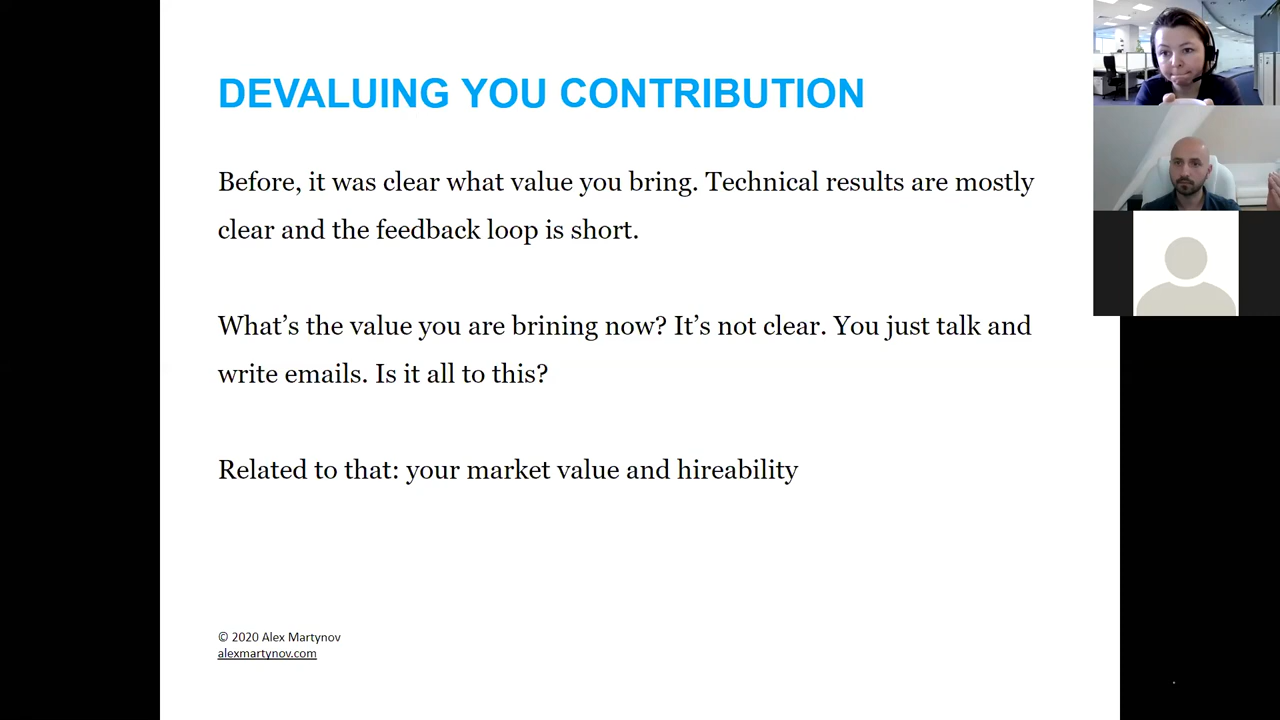 DEVALUING YOU CONTRIBUTION
Before, it was clear what value you bring. Technical results are mostly
clear and the feedback loop is short.
What’s the value you are brining now? It’s not clear. You just talk and
write emails. Is it all to this?
Related to that: your market value and hireability
© 2020 Alex Martynov
alexmartynov.com